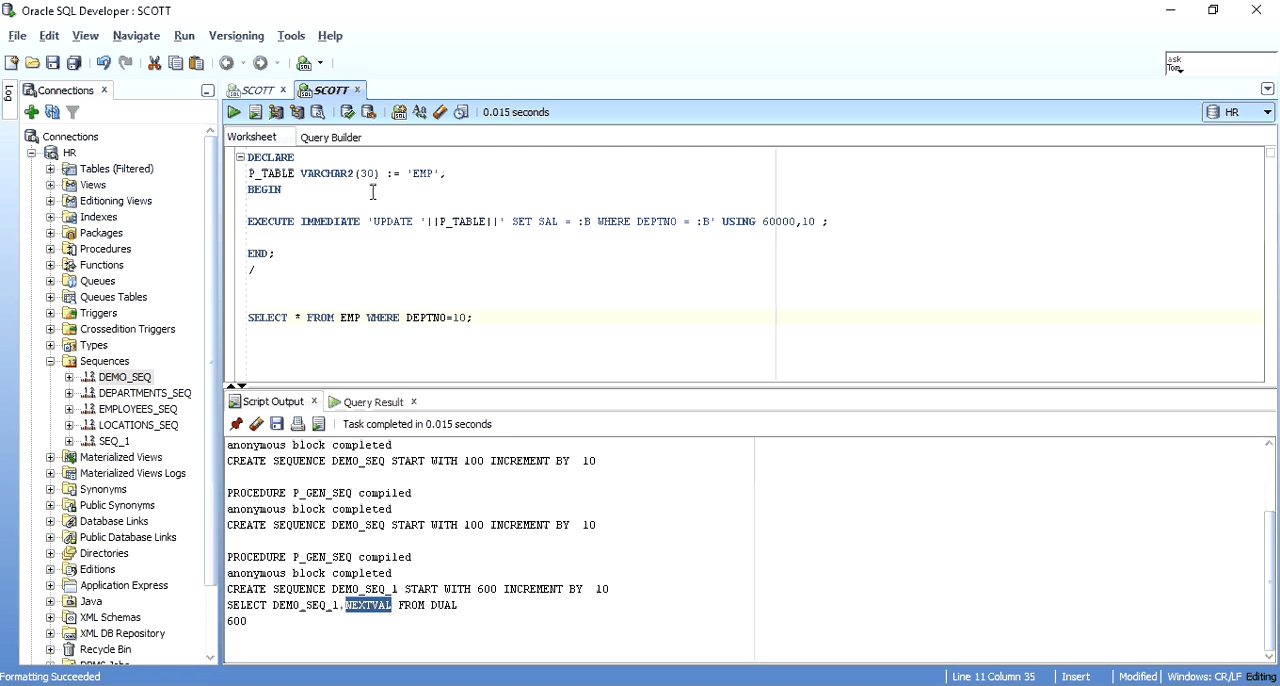 Oracle SQL Developer : SCOTT
File Edit View Navigate Run Versioning Tools Help
ask
Tom
Log
Connections
SCOTT SCOTT
0.015 seconds
HR
Worksheet Query Builder
Connections
HR
Tables (Filtered)
Views
Editioning Views
Indexes
Packages
Procedures
Functions
Queues
Queues Tables
Triggers
Crossedition Triggers
Types
Sequences
DEMO_SEQ
DEPARTMENTS_SEQ
EMPLOYEES_SEQ
LOCATIONS_SEQ
SEQ_1
Materialized Views
Materialized Views Logs
Synonyms
Public Synonyms
Database Links
Public Database Links
Directories
Editions
Application Express
Java
XML Schemas
XML DB Repository
Recycle Bin
DECLARE
P_TABLE VARCHAR2(30) := 'EMP';
BEGIN
EXECUTE IMMEDIATE 'UPDATE '||P_TABLE||' SET SAL = :B WHERE DEPTNO = :B' USING 60000,10 ;
END;
/
SELECT * FROM EMP WHERE DEPTNO=10;
Script Output Query Result
Task completed in 0.015 seconds
anonymous block completed
CREATE SEQUENCE DEMO_SEQ START WITH 100 INCREMENT BY 10
PROCEDURE P_GEN_SEQ compiled
anonymous block completed
CREATE SEQUENCE DEMO_SEQ START WITH 100 INCREMENT BY 10
PROCEDURE P_GEN_SEQ compiled
anonymous block completed
CREATE SEQUENCE DEMO_SEQ_1 START WITH 600 INCREMENT BY 10
SELECT DEMO_SEQ_1.NEXTVAL FROM DUAL
600
Formatting Succeeded
Line 11 Column 35 Insert Modified Windows: CR/LF Editing